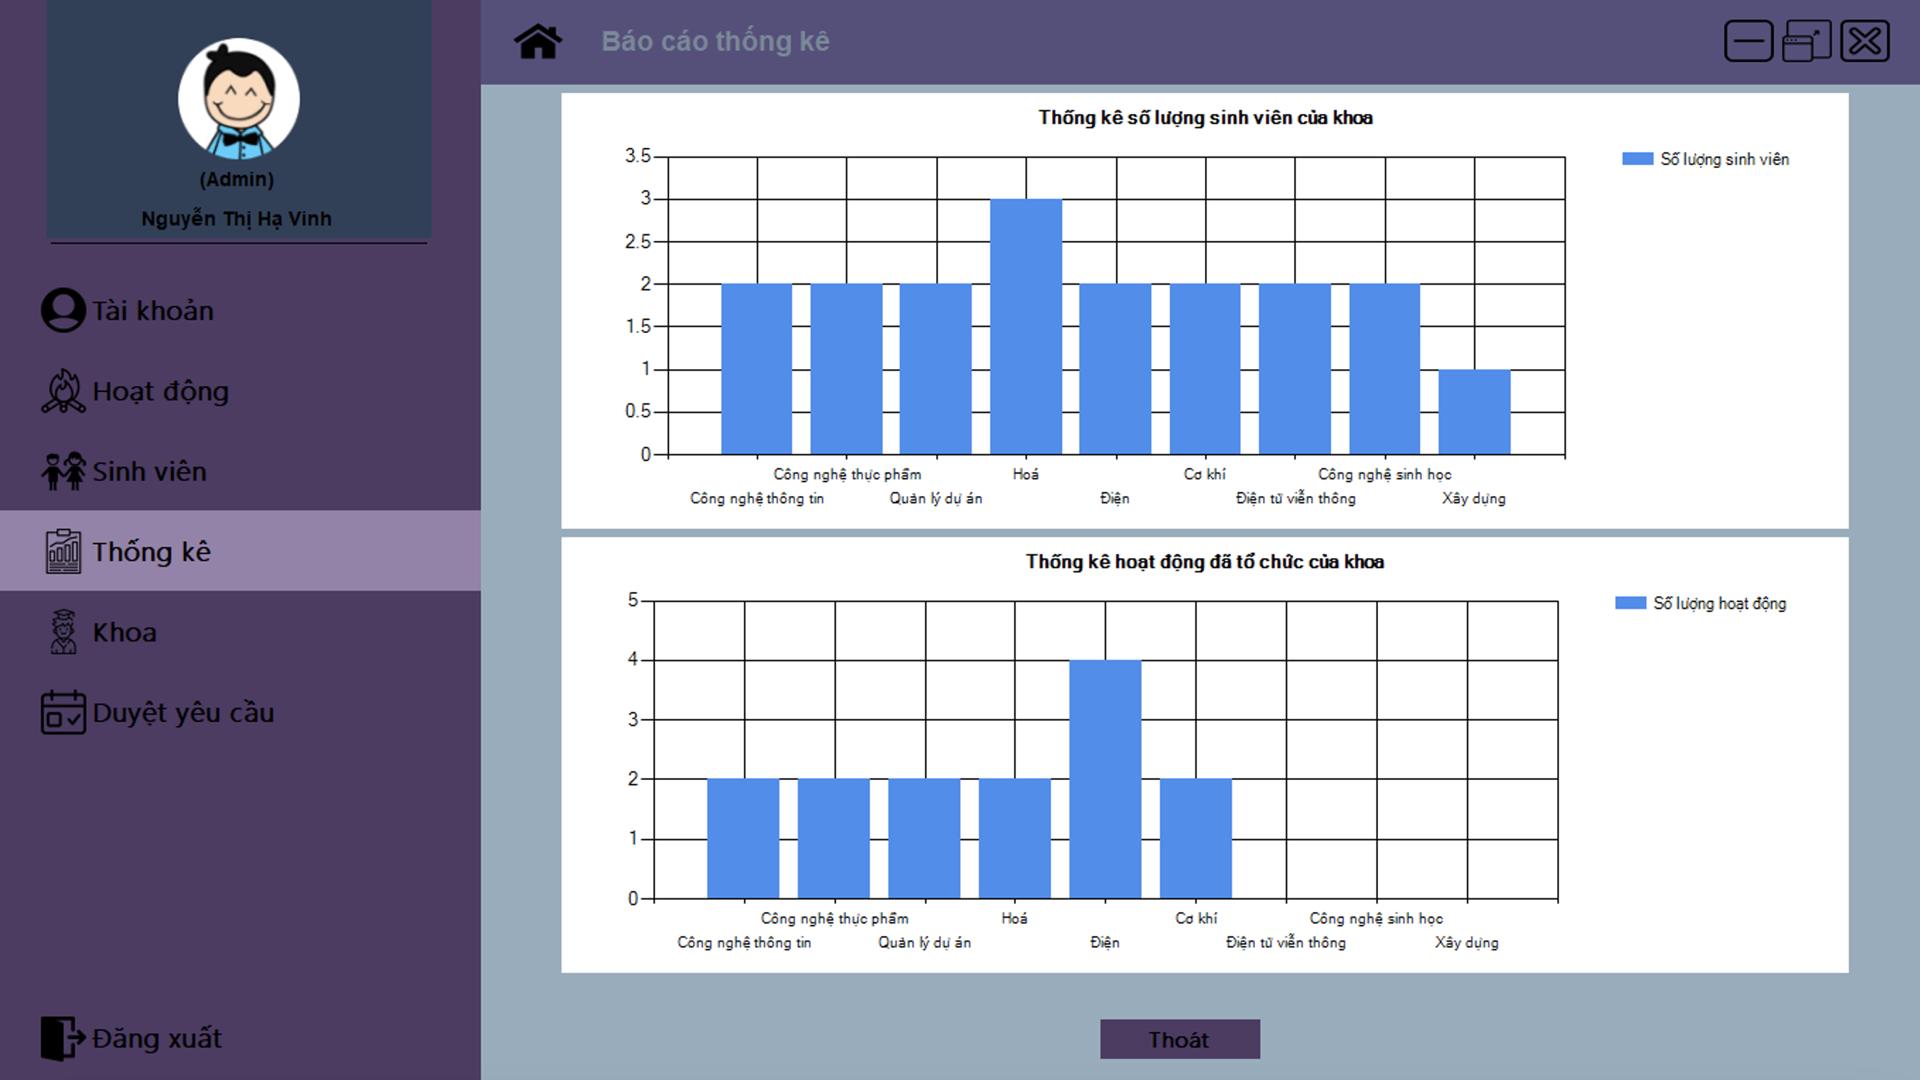 (Admin)
Nguyễn Thị Hạ Vinh
Tài khoản
Hoạt động
Sinh viên
Thống kê
Khoa
Duyệt yêu cầu
Đăng xuất
Báo cáo thống kê
Thống kê số lượng sinh viên của khoa
Số lượng sinh viên
3.5
3
2.5
2
1.5
1
0.5
0
Công nghệ thực phẩm Hoá Cơ khí Công nghệ sinh học
Công nghệ thông tin Quản lý dự án Điện Điện tử viễn thông Xây dựng
Thống kê hoạt động đã tổ chức của khoa
Số lượng hoạt động
5
4
3
2
1
0
Công nghệ thực phẩm Hoá Cơ khí Công nghệ sinh học
Công nghệ thông tin Quản lý dự án Điện Điện tử viễn thông Xây dựng
Thoát